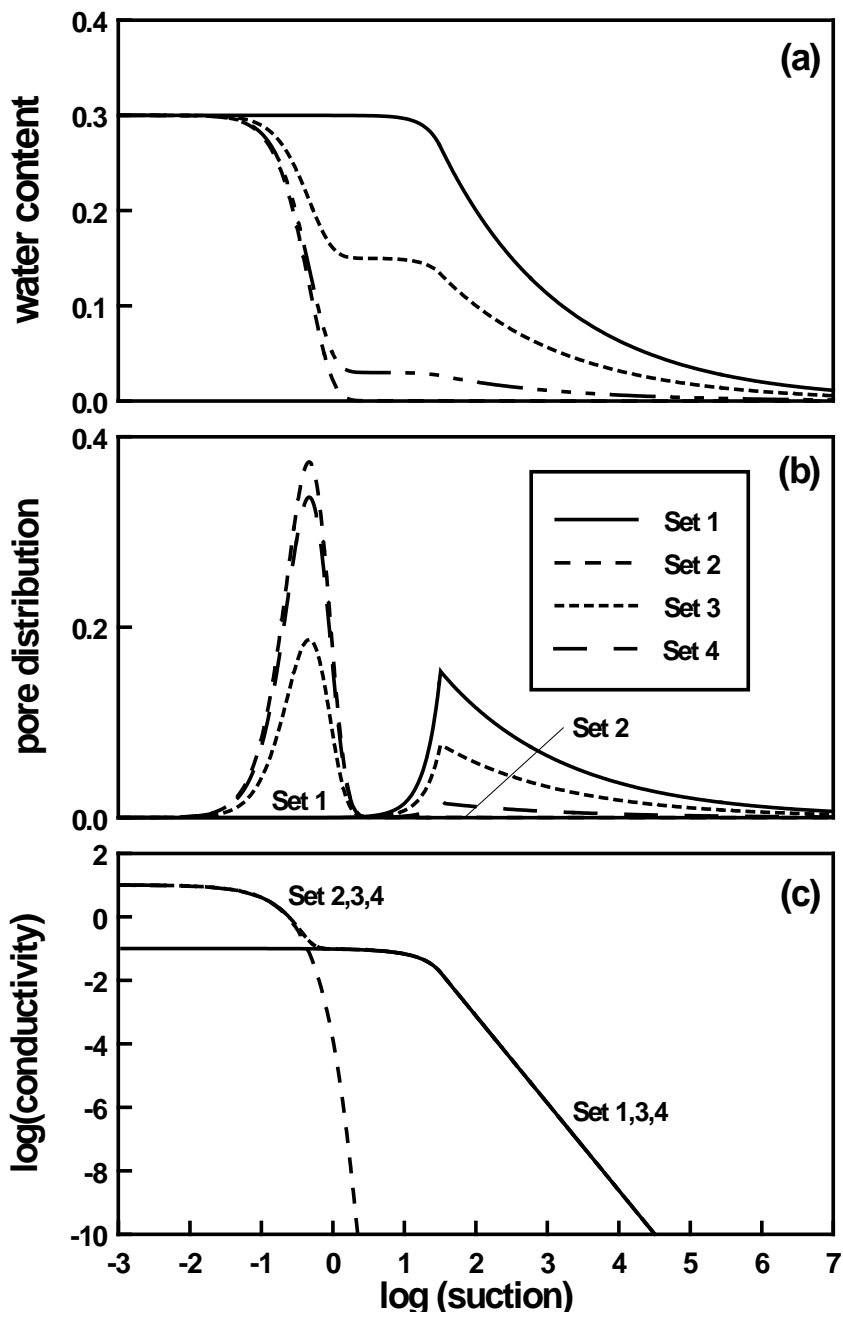 0.4
(a)
0.3
0.2
0.1
0.0
water content
0.4
(b)
0.2
0.0
pore distribution
Set 1
Set 2
Set 3
Set 4
Set 2
Set 1
2
(c)
0
-2
-4
-6
-8
-10
log(conductivity)
Set 2,3,4
Set 1,3,4
-3 -2 -1 0 1 2 3 4 5 6 7
log (suction)